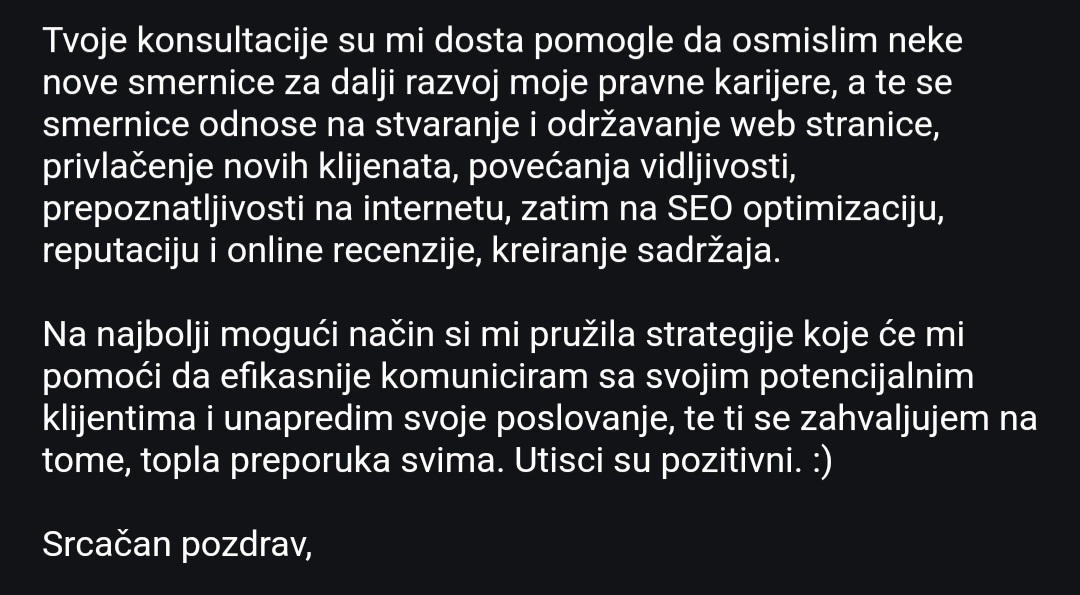 Tvoje konsultacije su mi dosta pomogle da osmislim neke
nove smernice za dalji razvoj moje pravne karijere, a te se
smernice odnose na stvaranje i održavanje web stranice,
privlačenje novih klijenata, povećanja vidljivosti,
prepoznatljivosti na internetu, zatim na SEO optimizaciju,
reputaciju i online recenzije, kreiranje sadržaja.

Na najbolji mogući način si mi pružila strategije koje će mi
pomoći da efikasnije komuniciram sa svojim potencijalnim
klijentima i unapredim svoje poslovanje, te ti se zahvaljujem na
tome, topla preporuka svima. Utisci su pozitivni. :)

Srcačan pozdrav,